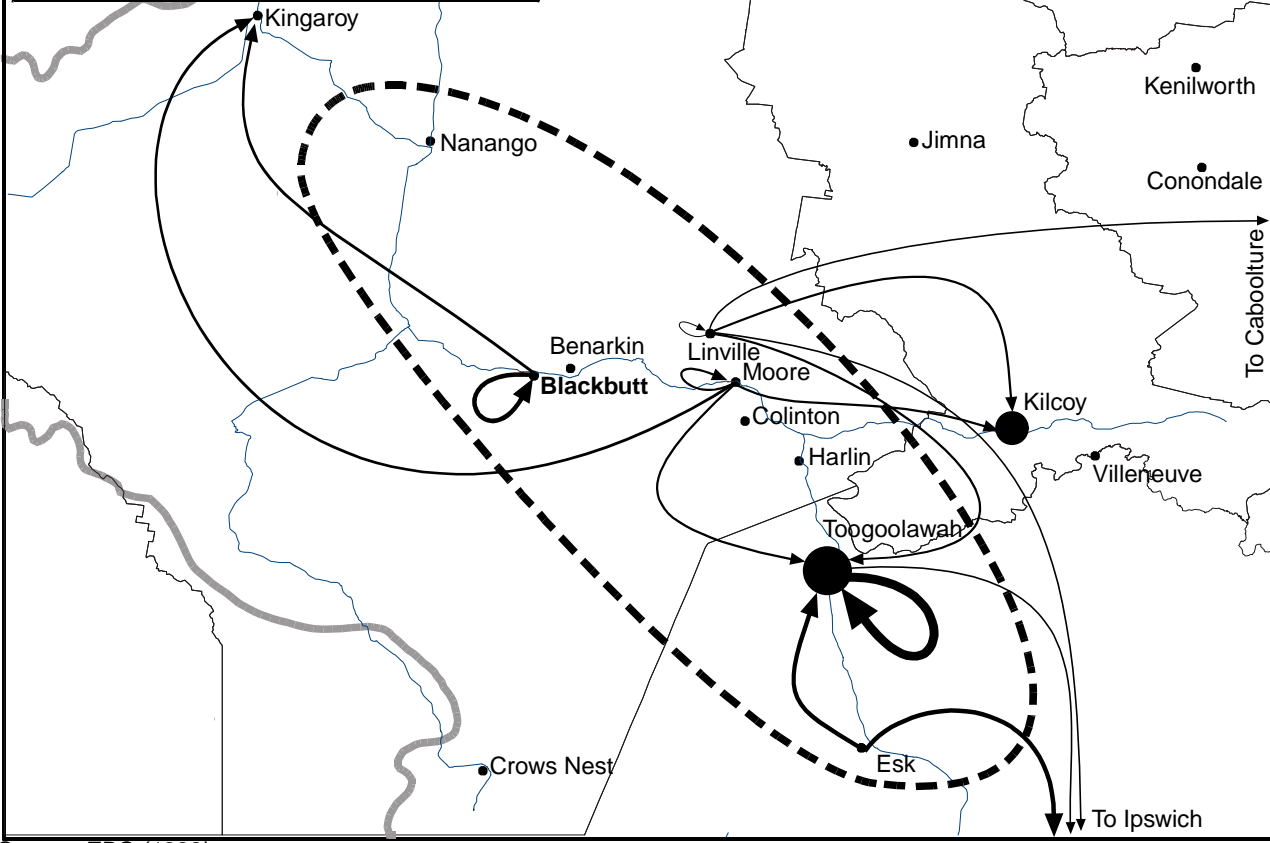 Kingaroy
Kenilworth
Nanango
Jimna
Conondale
To Caboolture
Benarkin
Linville
Moore
Blackbutt
Kilcoy
Colinton
Harlin
Villeneuve
Toogoolawah
Esk
Crows Nest
To Ipswich